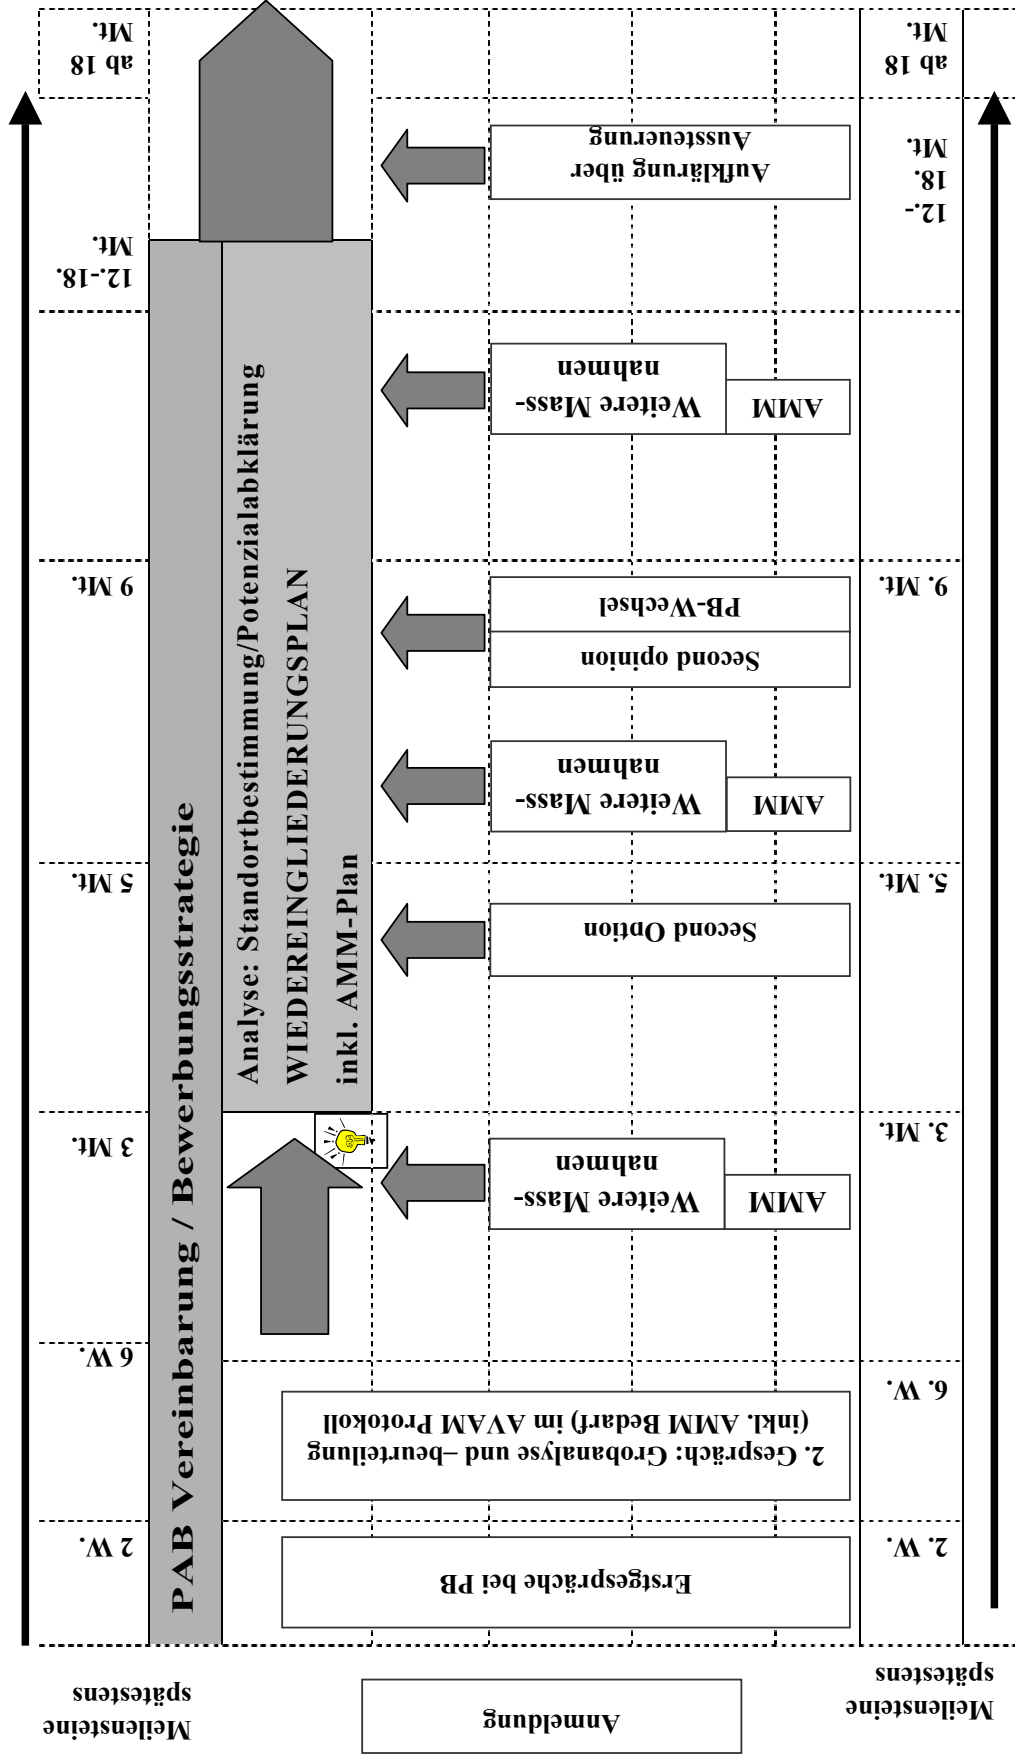 Meilensteine
spätestens
Anmeldung
Meilensteine
spätestens
2. W.
Erstgespräche bei PB
2 W.
2. Gespräch: Grobanalyse und –beurteilung
(inkl. AMM Bedarf) im AVAM Protokoll
6. W.
6 W.
AMM
Weitere Mass-
nahmen
3. Mt.
3 Mt.
Second Option
5. Mt.
5 Mt.
AMM
Weitere Mass-
nahmen
Second opinion
PB-Wechsel
9. Mt.
9 Mt.
AMM
Weitere Mass-
nahmen
12.-
18.
Mt.
12.-18.
Mt.
Aufklärung über
Aussteuerung
ab 18
Mt.
ab 18
Mt.
PAB Vereinbarung / Bewerbungsstrategie
Analyse: Standortbestimmung/Potenzialabklärung
WIEDEREINGLIEDERUNGSPLAN
inkl. AMM-Plan